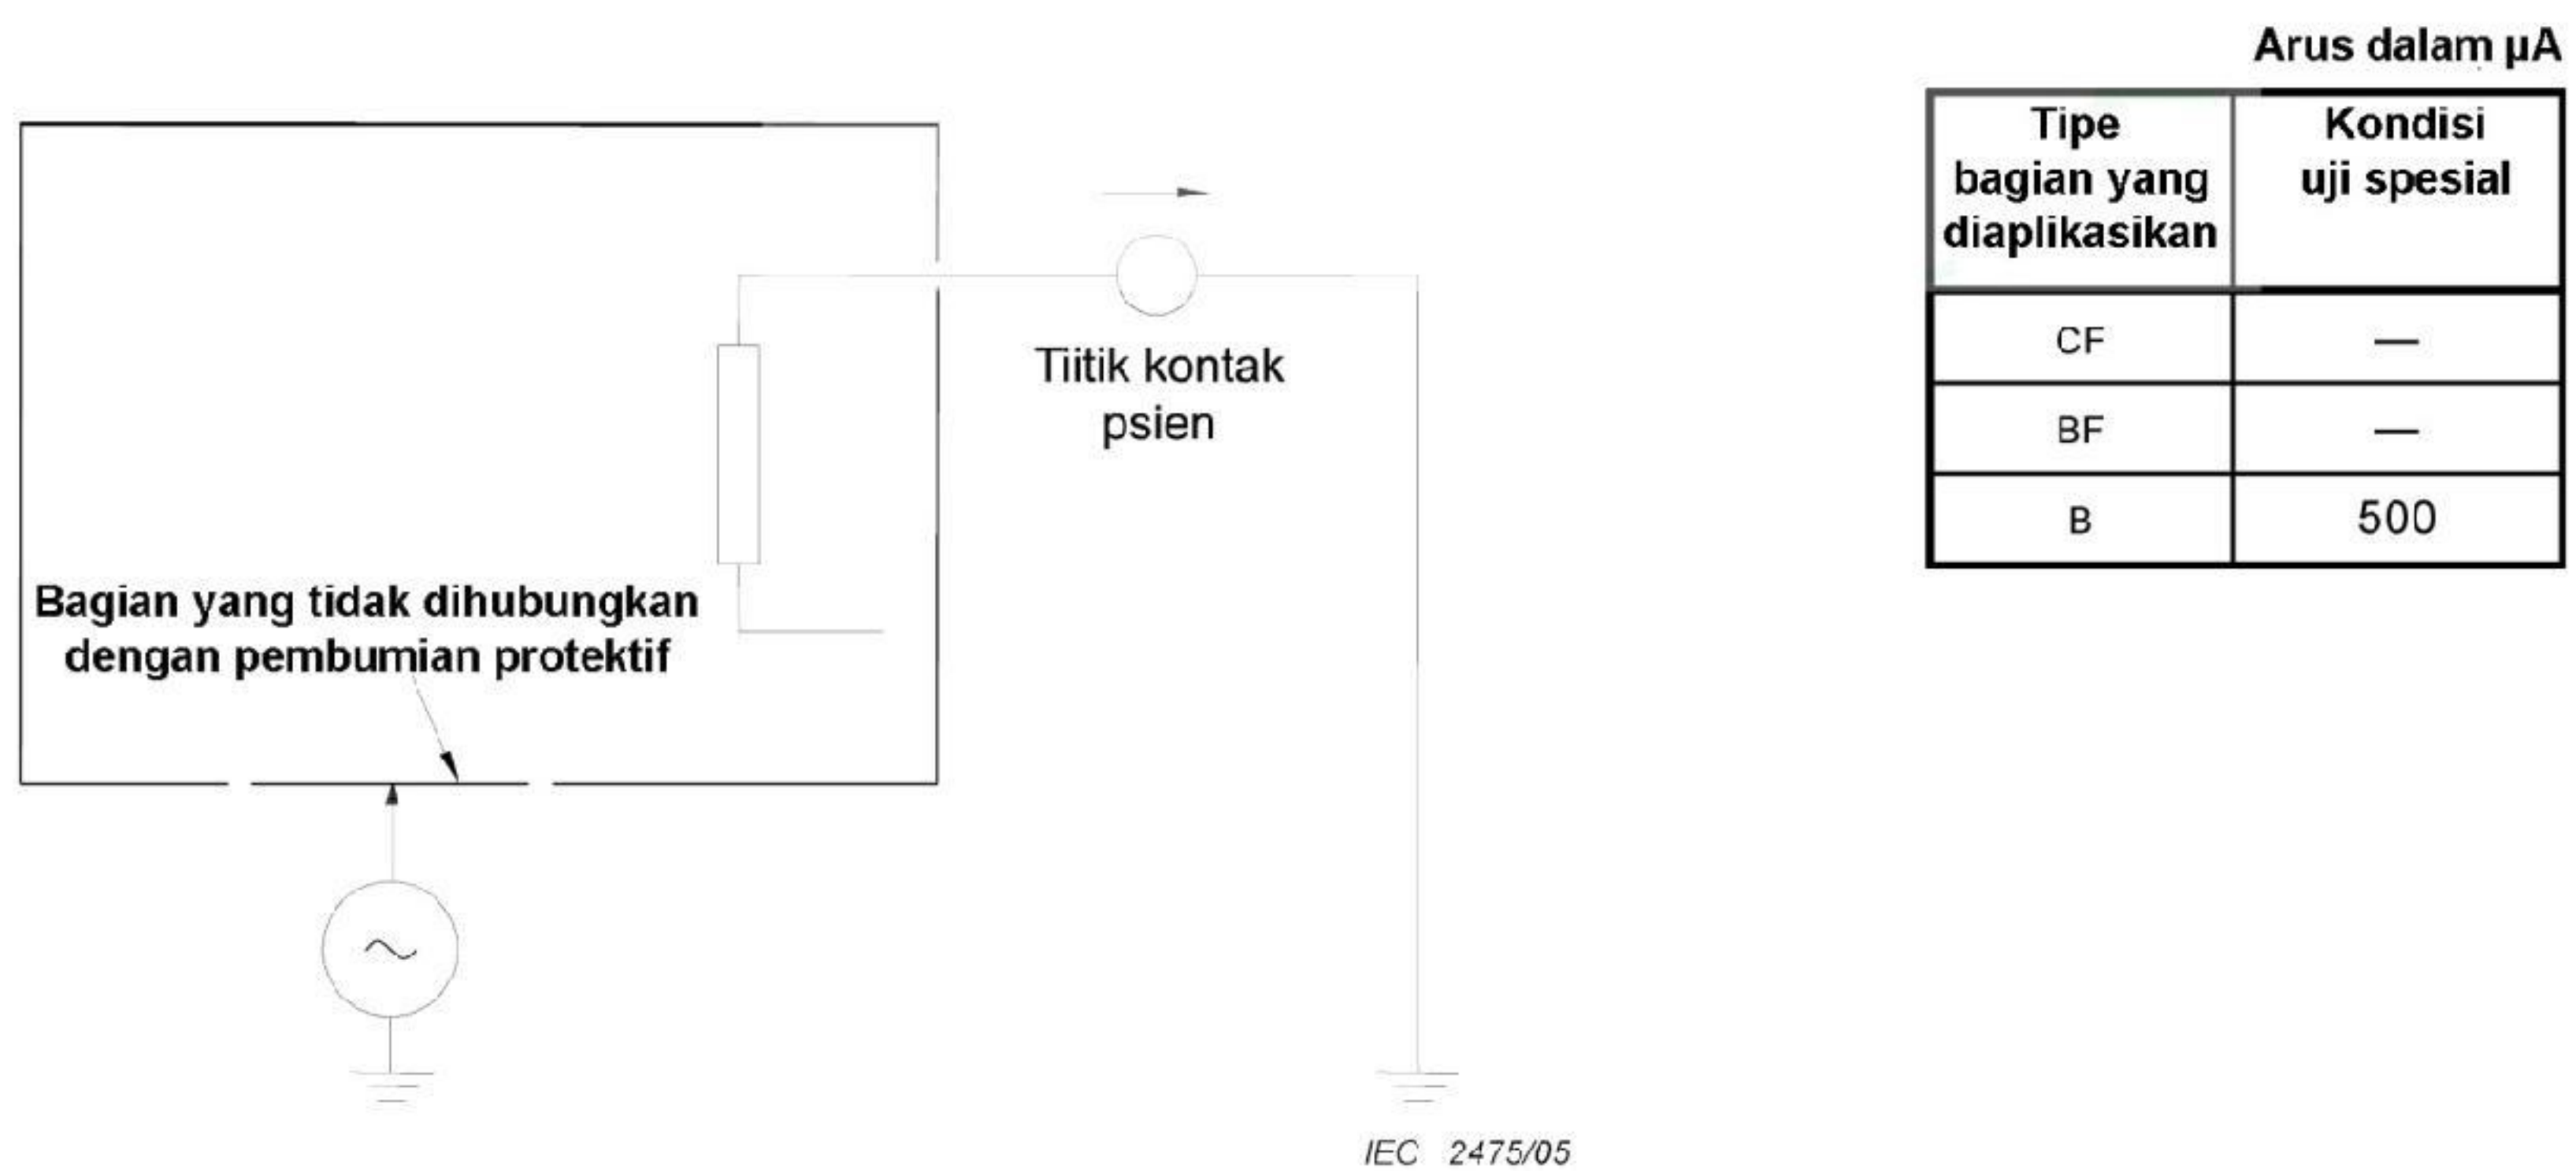 Arus dalam µA
Tipe
bagian yang
diaplikasikan
Kondisi
uji spesial
CF
—
BF
—
B
500
Tiitik kontak
psien
Bagian yang tidak dihubungkan
dengan pembumian protektif
IEC 2475/05